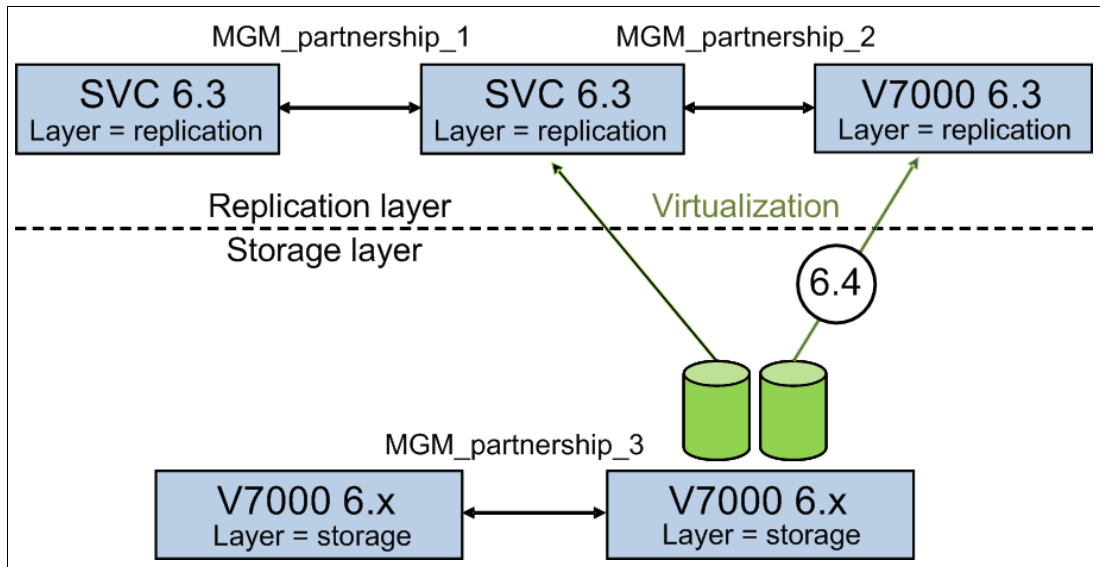 MGM_partnership_1
MGM_partnership_2
SVC 6.3
Layer = replication
SVC 6.3
Layer = replication
V7000 6.3
Layer = replication
Replication layer
Virtualization
Storage layer
6.4
MGM_partnership_3
V7000 6.x
Layer = storage
V7000 6.x
Layer = storage